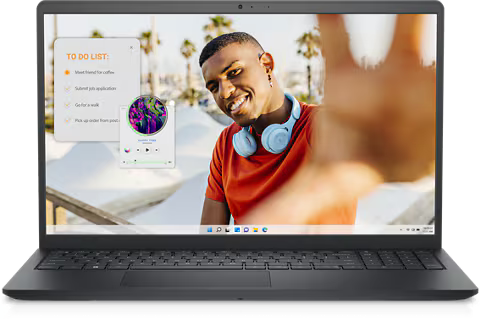 TO DO LIST:
Meet friend for coffee
Submit job application
Go for a walk
Pick up sister from pool